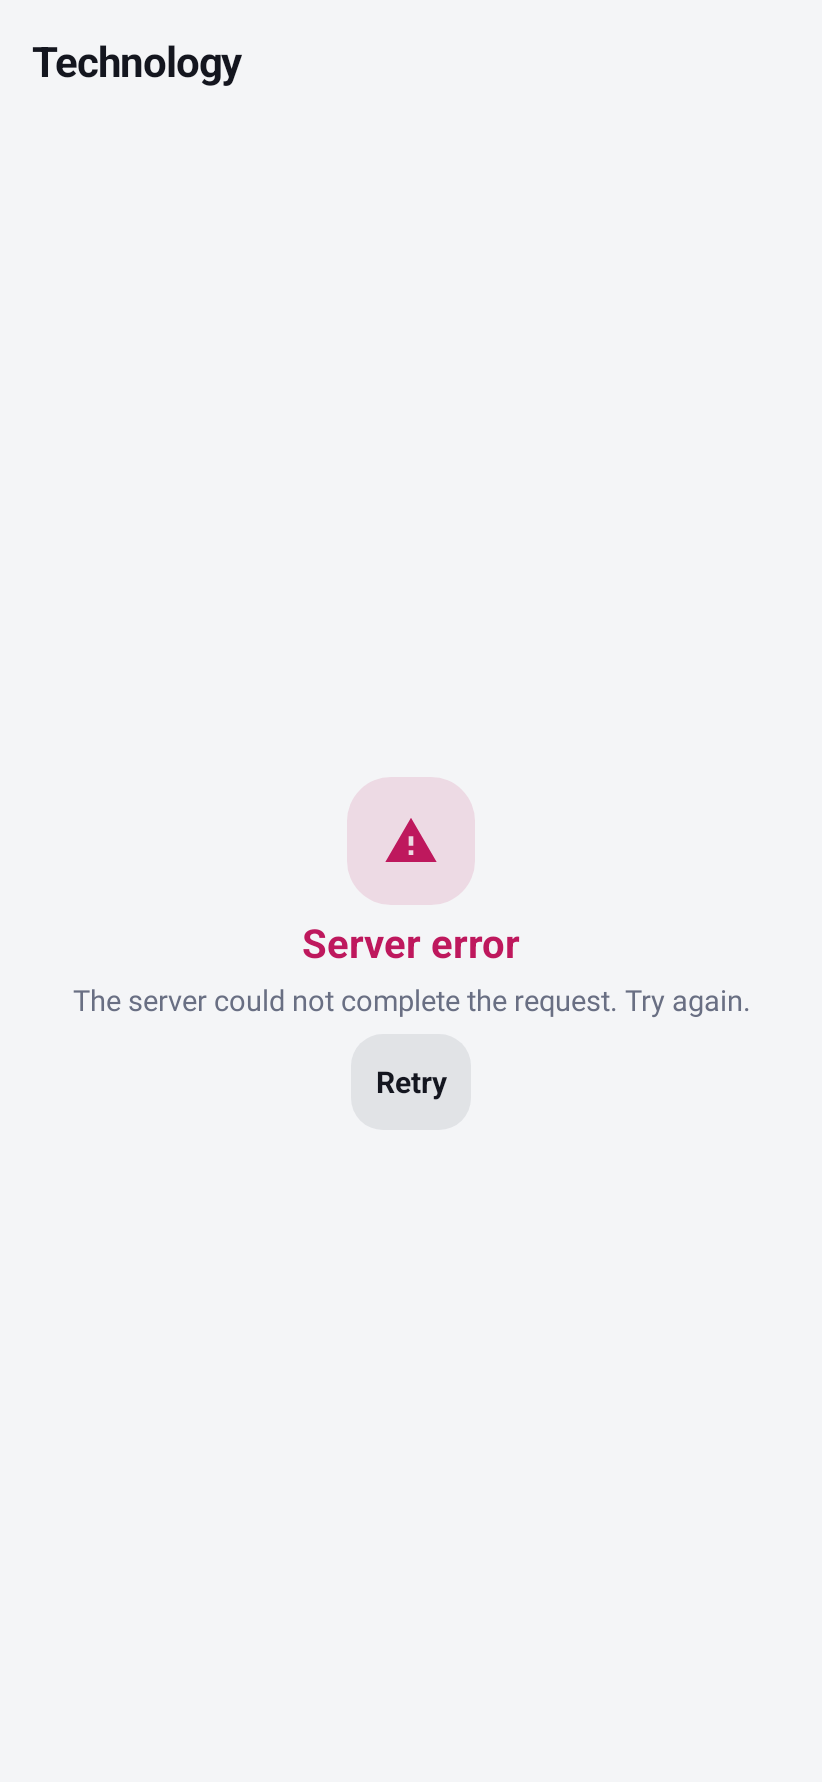 Technology
Server error
The server could not complete the request. Try again.
Retry